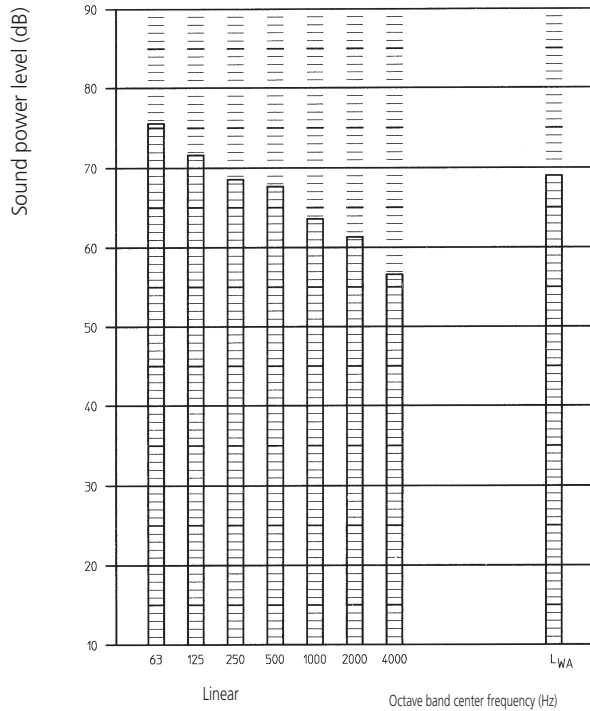 Sound power level (dB)
90
80
70
60
50
40
30
20
10
63 125 250 500 1000 2000 4000 LWA
Linear
Octave band center frequency (Hz)